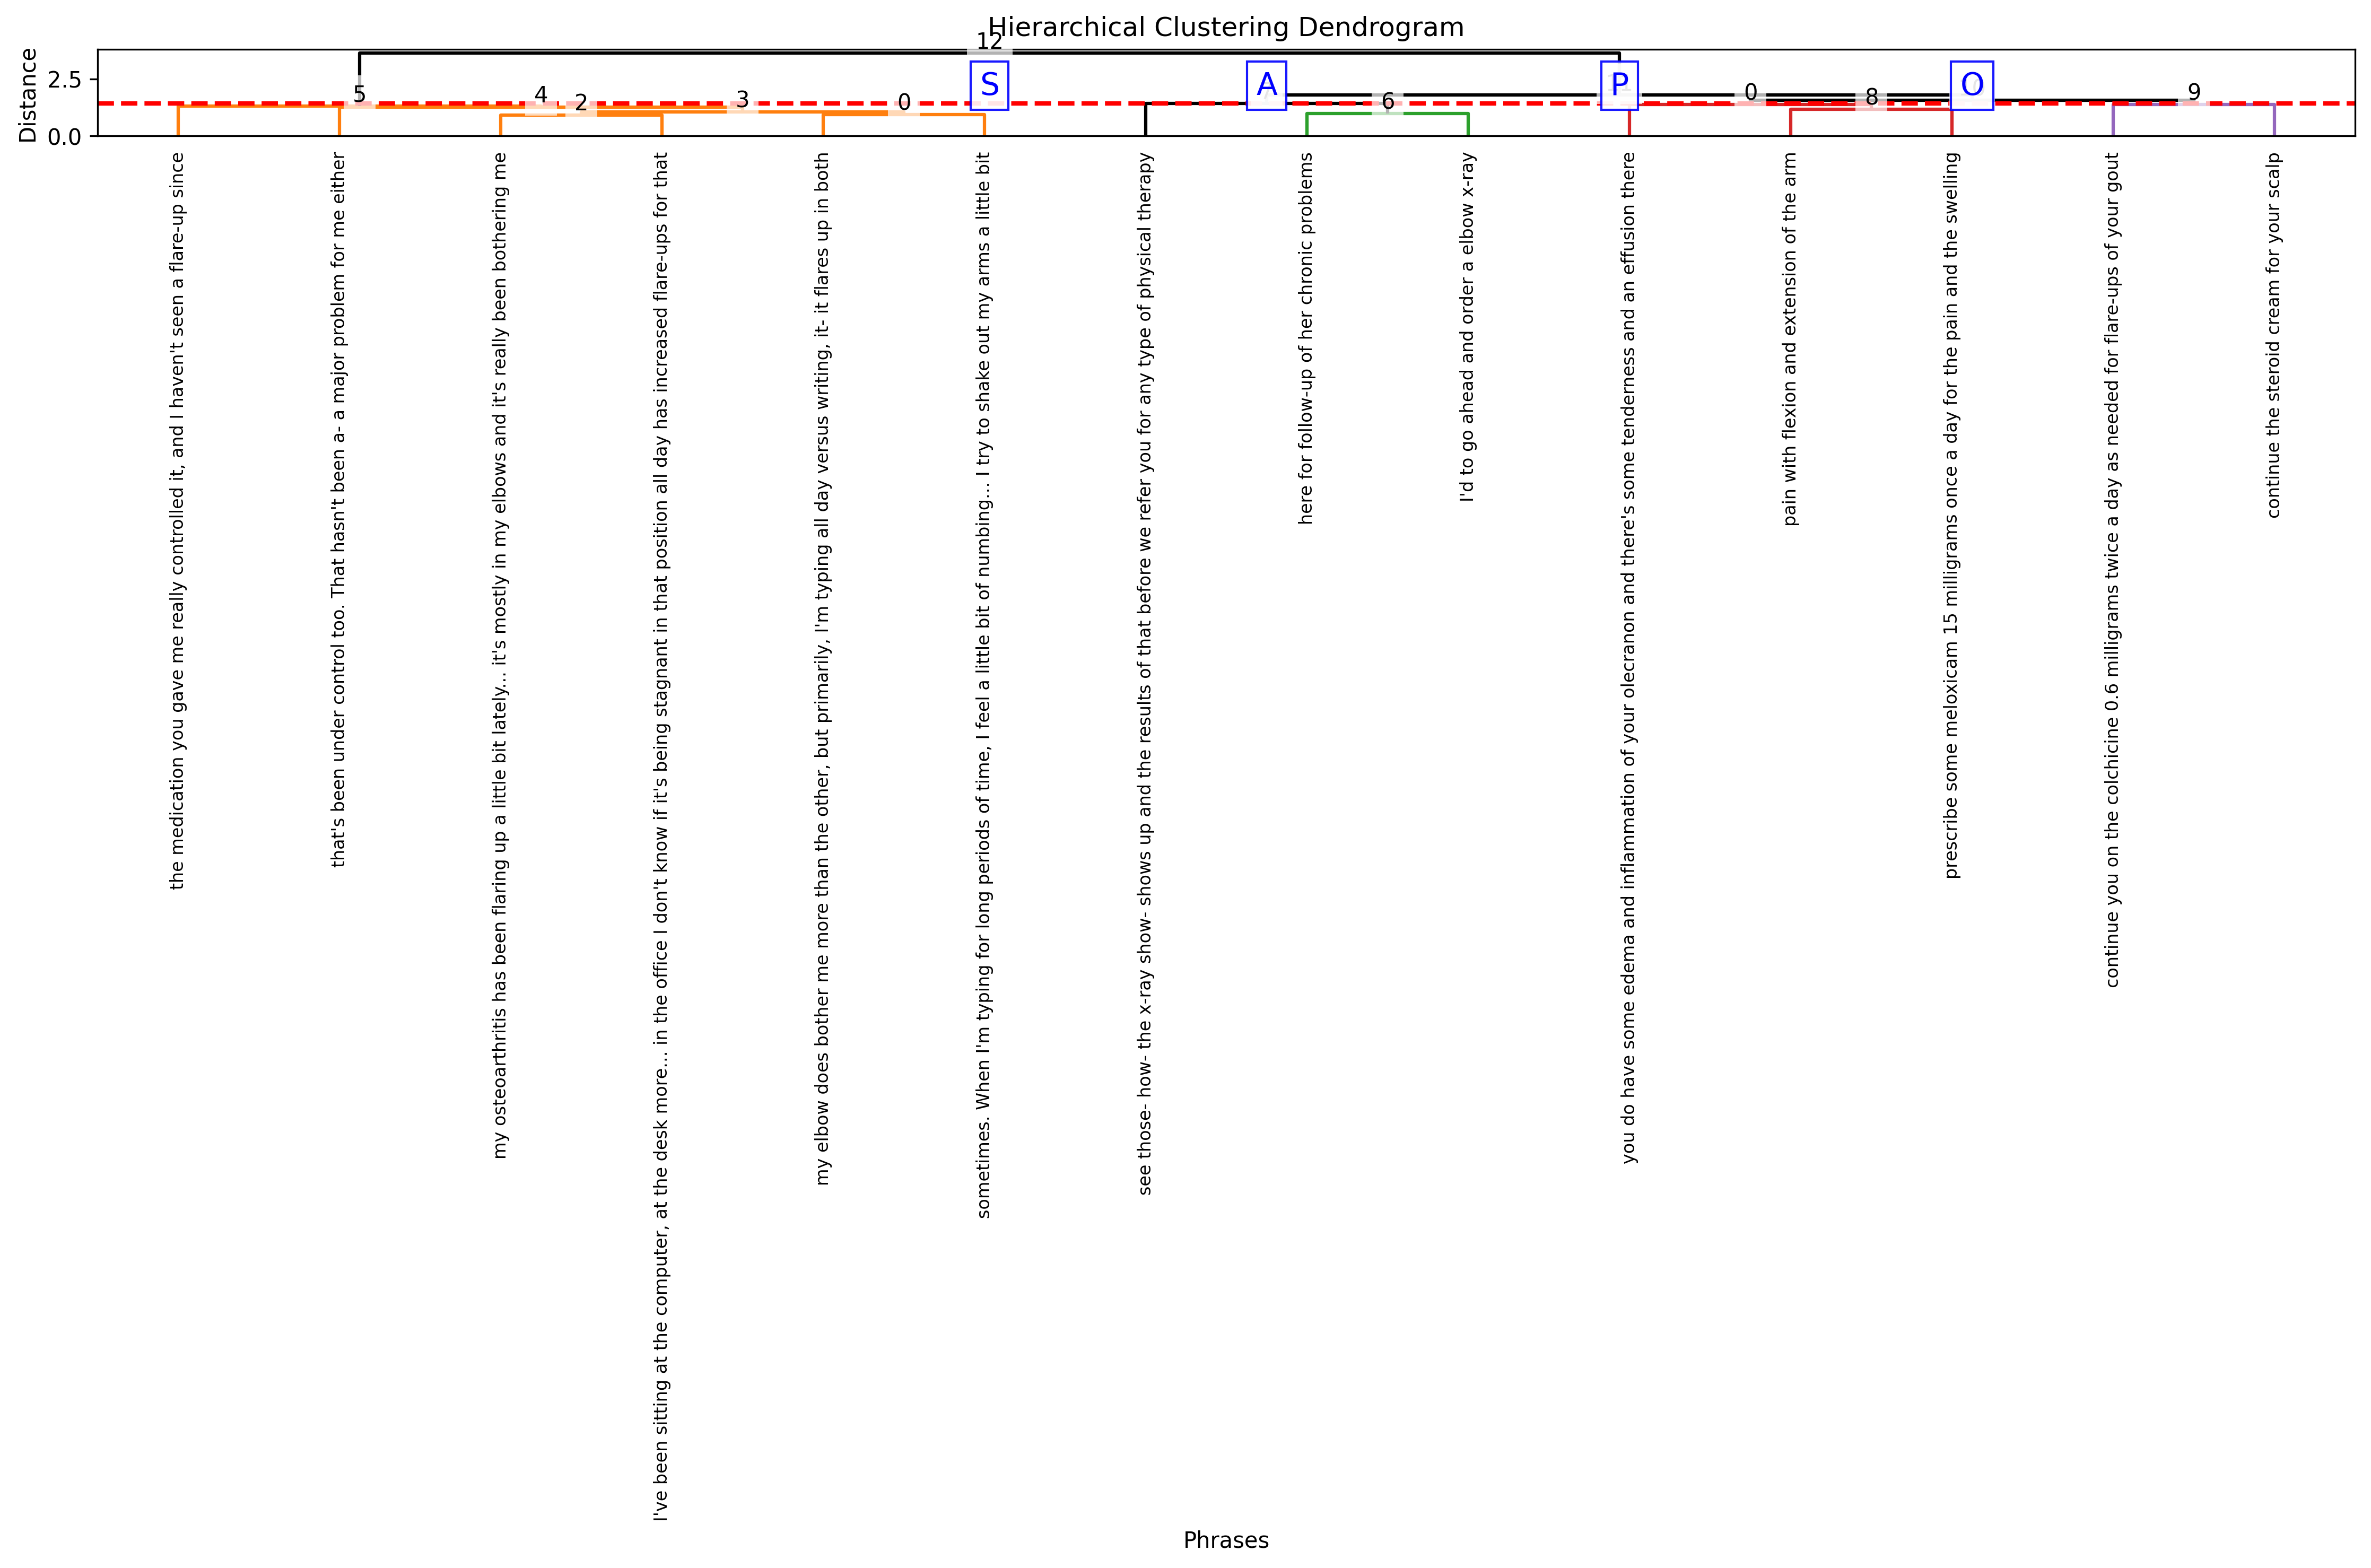 Hierarchical Clustering Dendrogram
Distance
2.5
0.0
12
S
A
P
O
5
4
2
3
0
6
0
8
9
the medication you gave me really controlled it, and I haven't seen a flare-up since
that's been under control too. That hasn't been a- a major problem for me either
my osteoarthritis has been flaring up a little bit lately... it's mostly in my elbows and it's really been bothering me
I've been sitting at the computer, at the desk more... in the office I don't know if it's being stagnant in that position all day has increased flare-ups for that
my elbow does bother me more than the other, but primarily, I'm typing all day versus writing, it- it flares up in both
sometimes. When I'm typing for long periods of time, I feel a little bit of numbing... I try to shake out my arms a little bit
see those- how- the x-ray show- shows up and the results of that before we refer you for any type of physical therapy
here for follow-up of her chronic problems
I'd to go ahead and order a elbow x-ray
you do have some edema and inflammation of your olecranon and there's some tenderness and an effusion there
pain with flexion and extension of the arm
prescribe some meloxicam 15 milligrams once a day for the pain and the swelling
continue you on the colchicine 0.6 milligrams twice a day as needed for flare-ups of your gout
continue the steroid cream for your scalp
Phrases